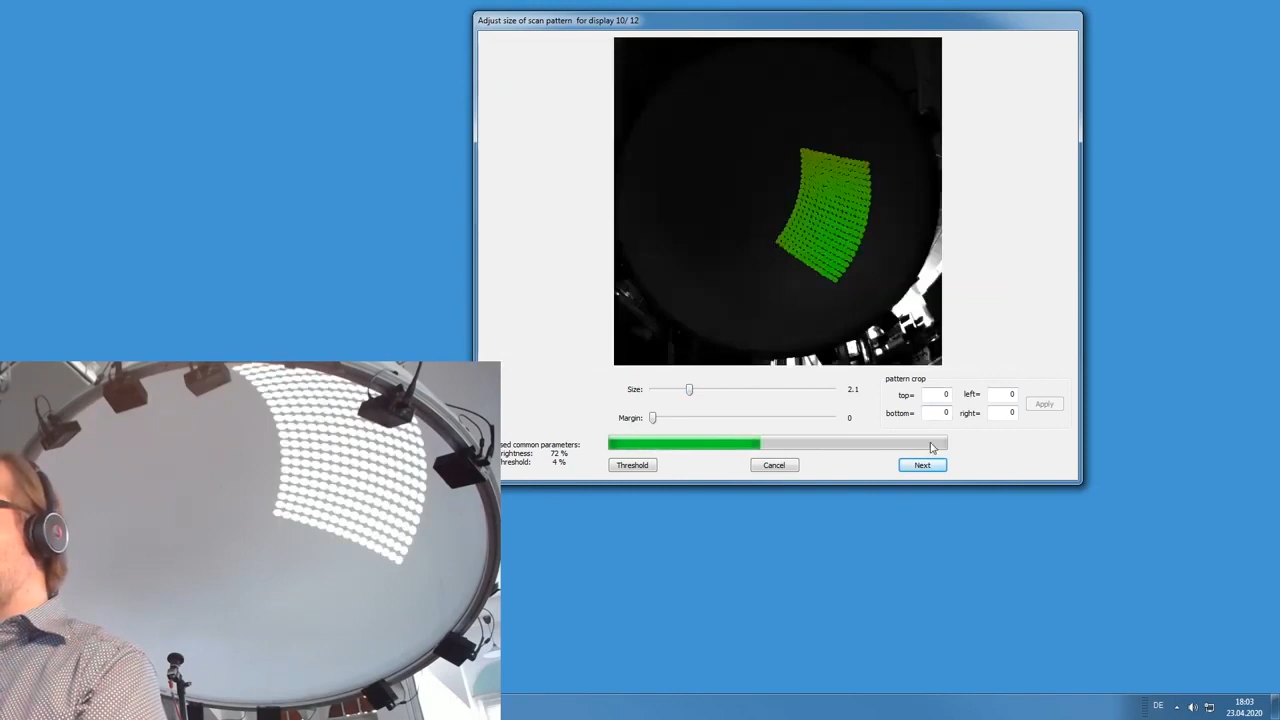 Adjust size of scan pattern  for display 10/ 12
Size:
2.1
Margin:
0
pattern crop
top=
0
left=
0
bottom=
0
right=
0
Apply
sed common parameters:
rightness: 72 %
hreshold: 4 %
Threshold
Cancel
Next
DE
18:03
23.04.2020